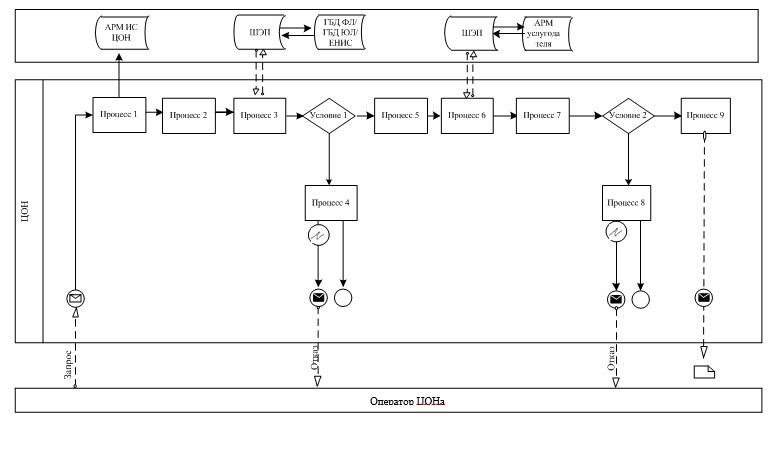 АРМ ИС
ЦОН
ШЭП
ГБД ФЛ/
ГБД ЮЛ/
ЕНИС
ШЭП
АРМ
услугода
теля
ЦОН
Процесс 1
Процесс 2
Процесс 3
Условие 1
Процесс 5
Процесс 6
Процесс 7
Условие 2
Процесс 9
Процесс 4
Процесс 8
Запрос
Отказ
Отказ
Оператор ЦОНа